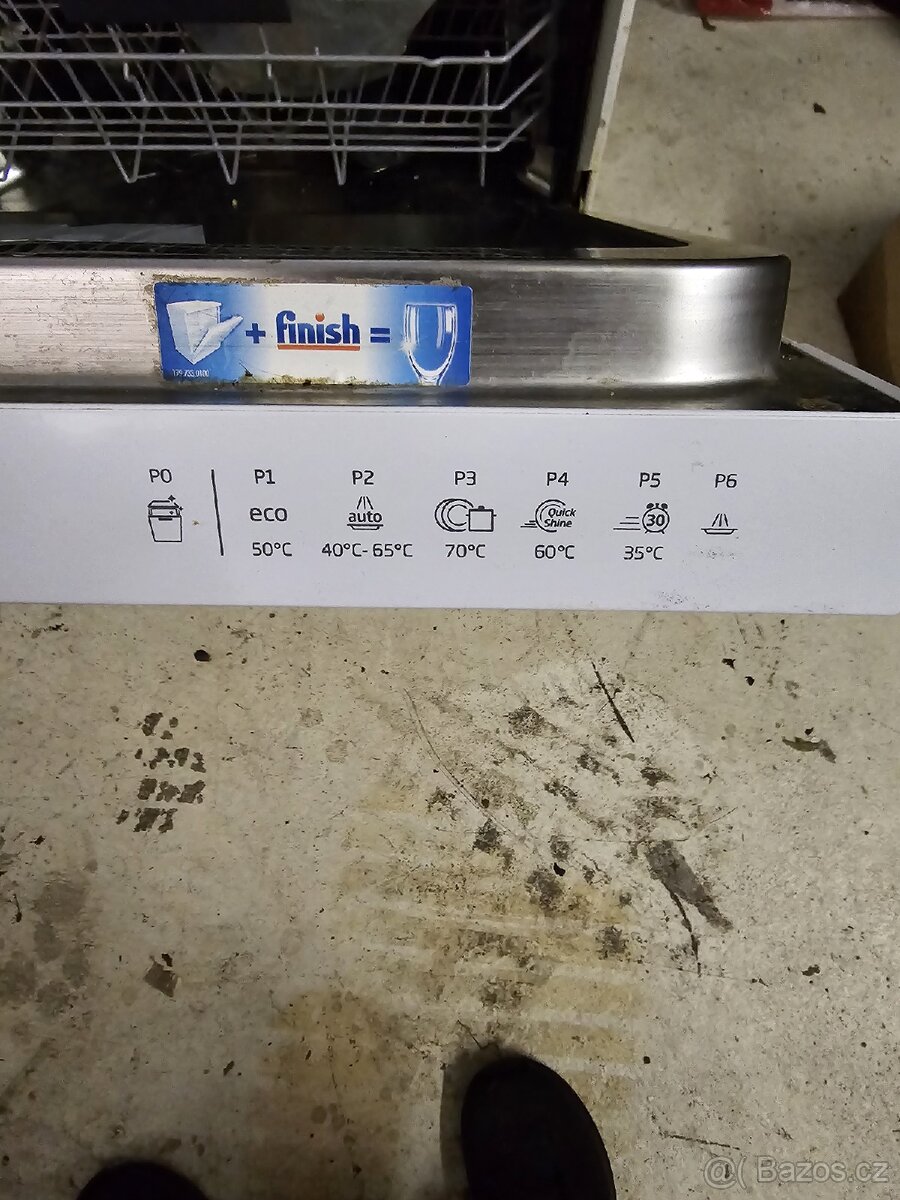 + finish =
P0 P1 P2 P3 P4 P5 P6
eco auto Quick Shine 30
50°C 40°C-65°C 70°C 60°C 35°C
Bazos.cz